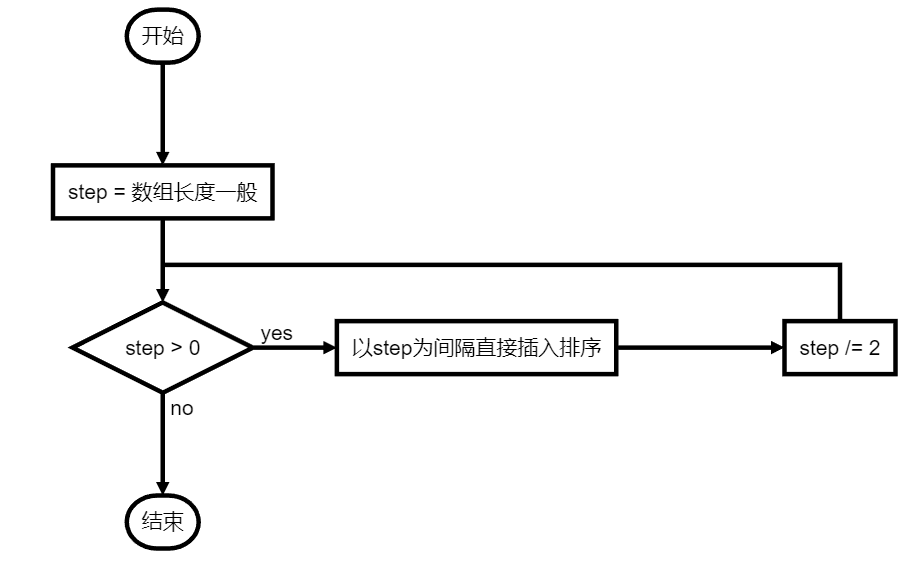 开始
step = 数组长度一般
step > 0
yes
以step为间隔直接插入排序
step /= 2
no
结束